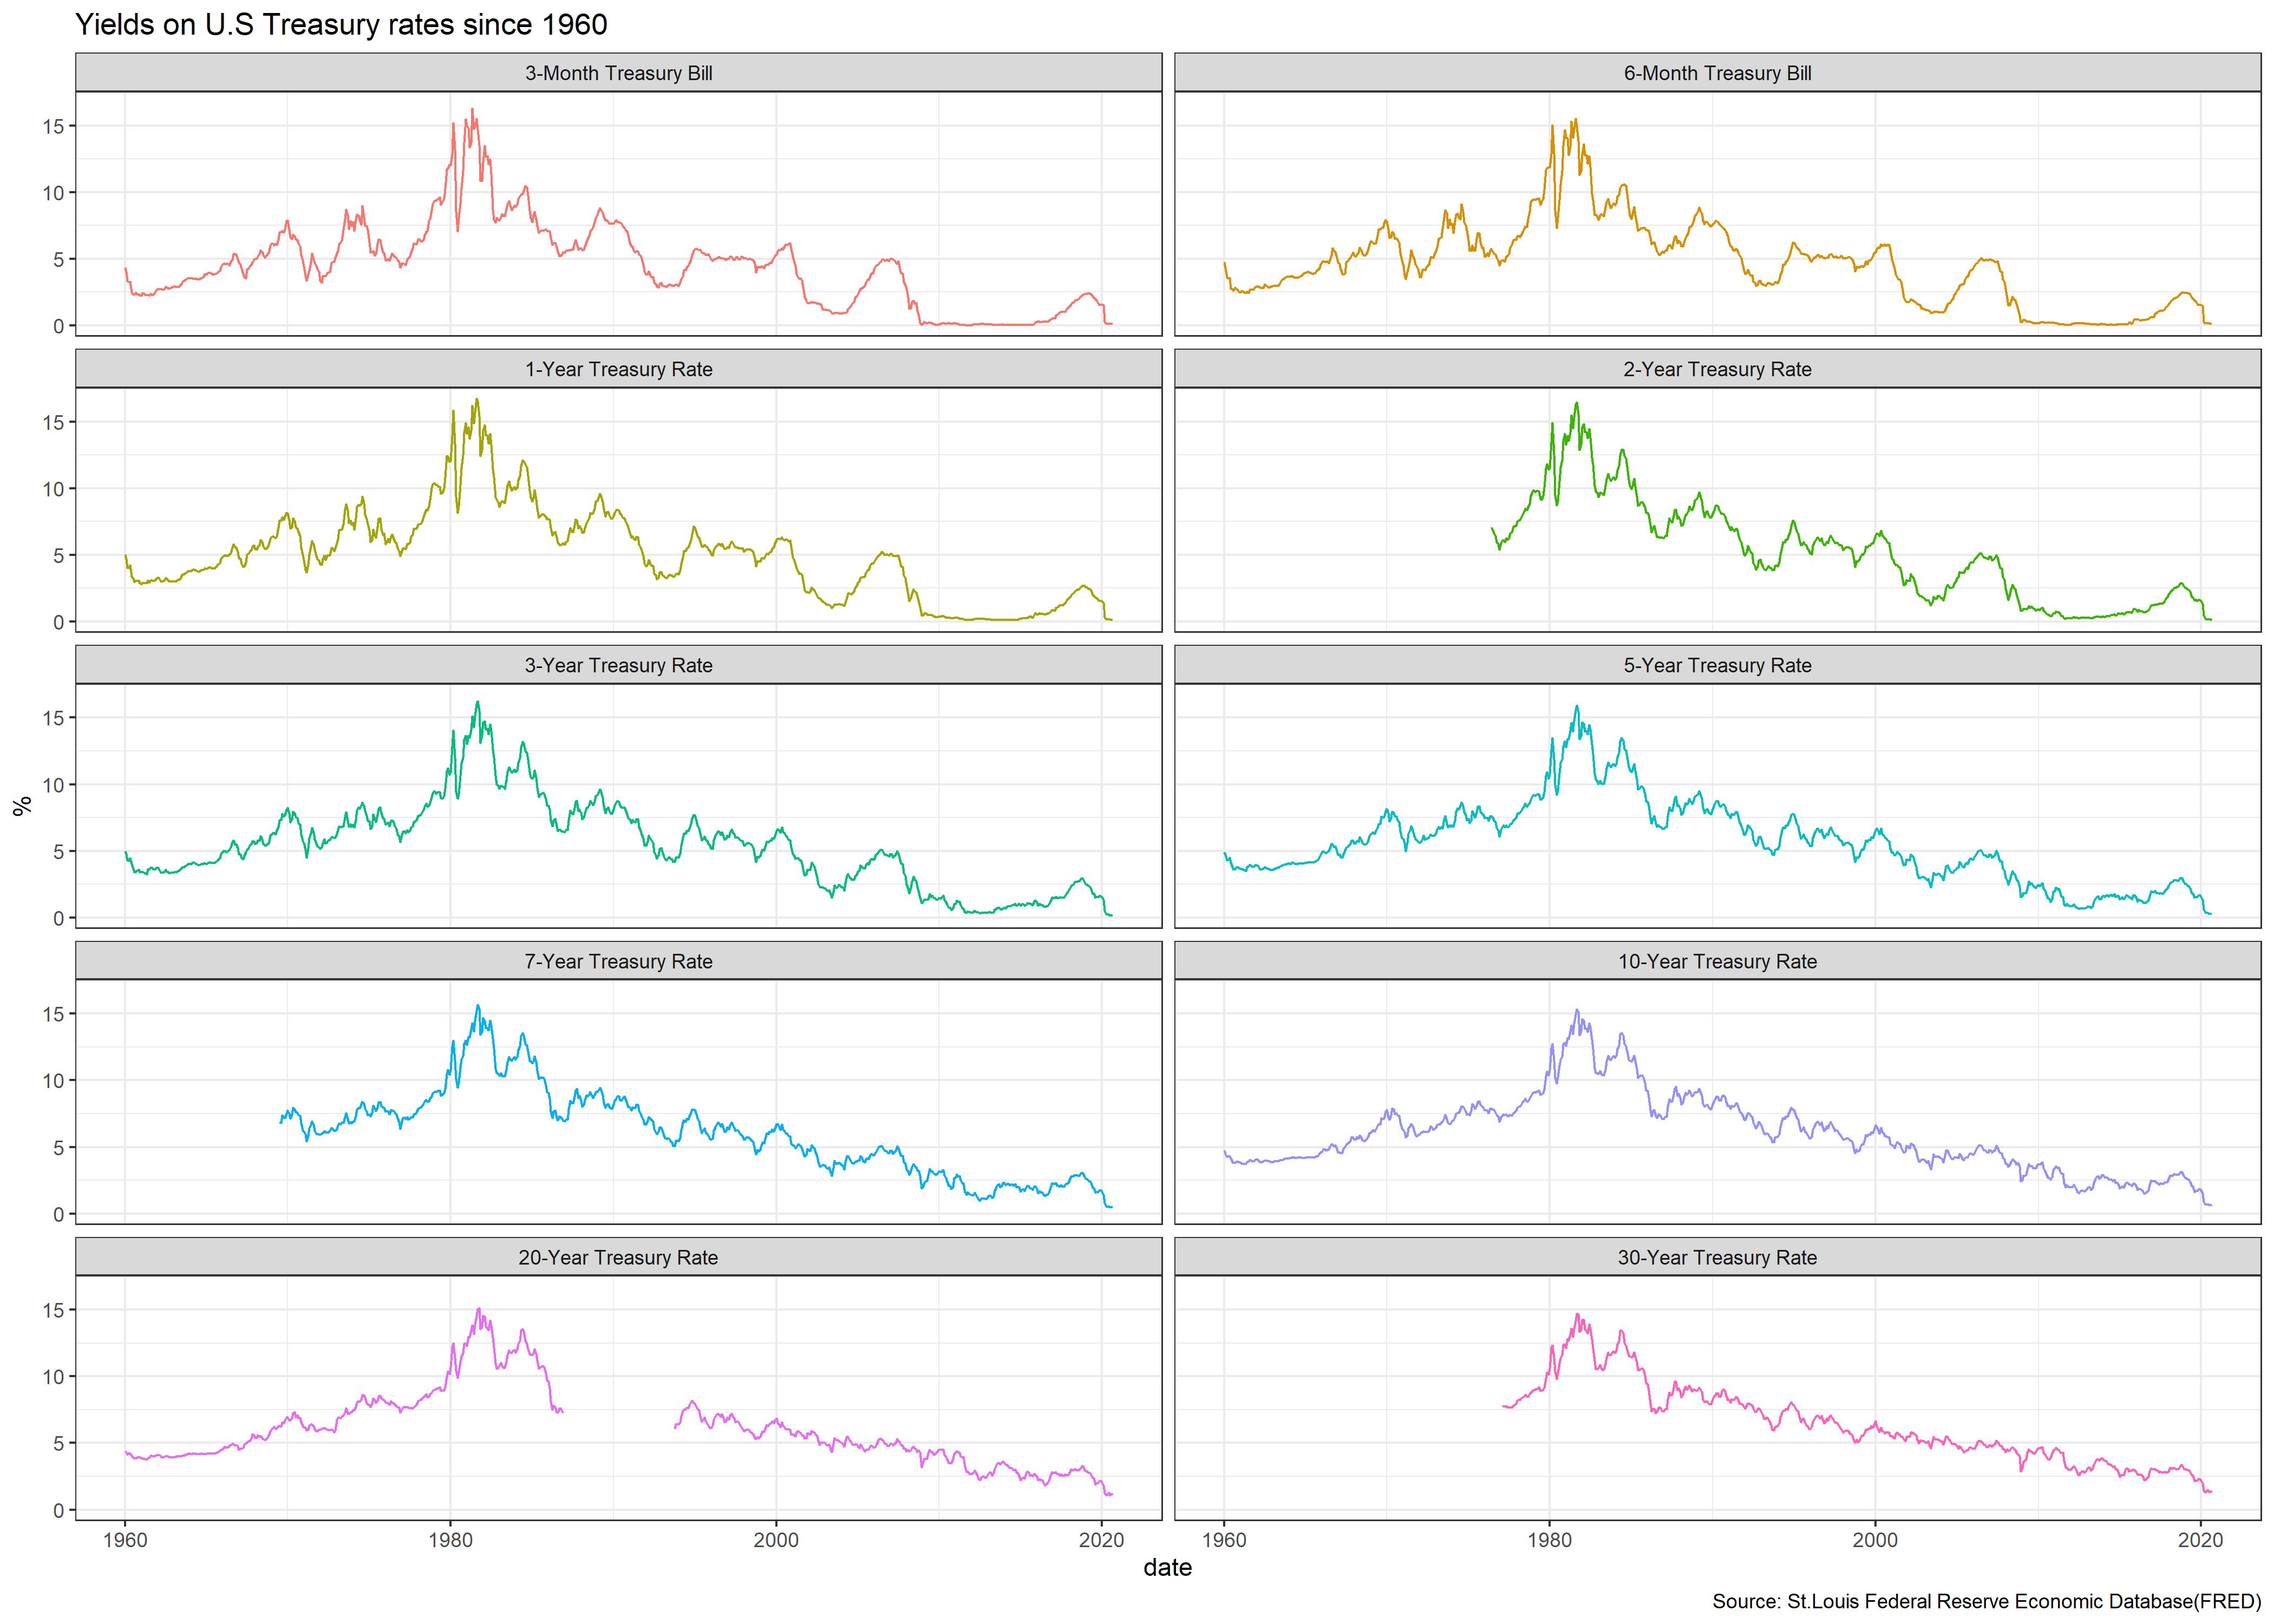 Yields on U.S Treasury rates since 1960
3-Month Treasury Bill
6-Month Treasury Bill
15
10
5
0
1-Year Treasury Rate
2-Year Treasury Rate
15
10
5
0
3-Year Treasury Rate
5-Year Treasury Rate
15
10
5
0
%
7-Year Treasury Rate
10-Year Treasury Rate
15
10
5
0
20-Year Treasury Rate
30-Year Treasury Rate
15
10
5
0
1960 1980 2000 2020 1960 1980 2000 2020
date
Source: St.Louis Federal Reserve Economic Database(FRED)